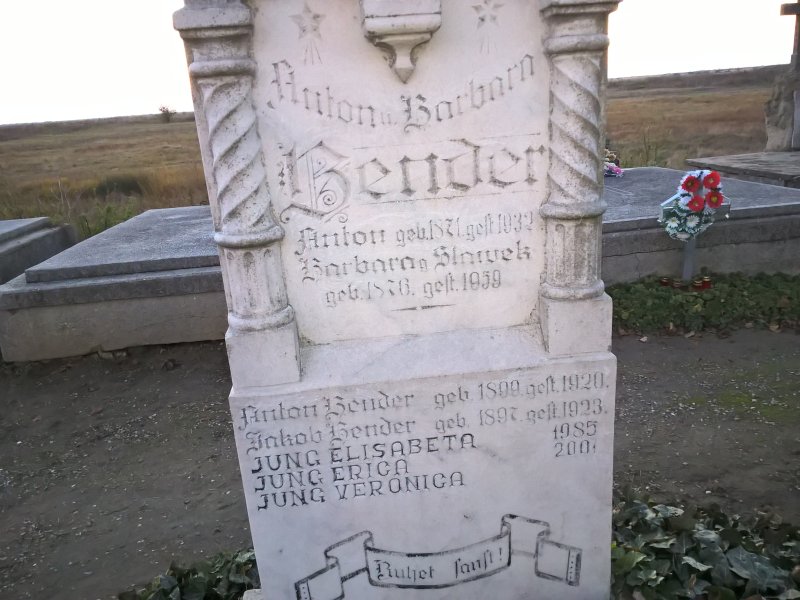 Anton u. Barbara
Bender
Anton geb. 1871. gest 1932
Barbara g Slawek
geb. 1876. gest. 1959
Anton Bender geb. 1899. gest. 1920.
Jakob Bender geb. 1897. gest. 1923.
JUNG ELISABETA 1985
JUNG ERICA 2001
JUNG VERONICA
Ruhet sanft!